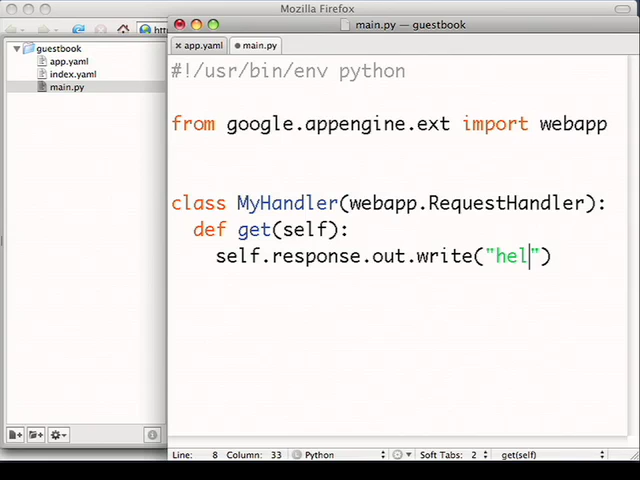 Mozilla Firefox
main.py — guestbook
htt
guestbook
app.yaml
index.yaml
main.py
app.yaml
main.py
#!/usr/bin/env python
from google.appengine.ext import webapp
class MyHandler(webapp.RequestHandler):
def get(self):
self.response.out.write("hel")
Line: 8 Column: 33 Python Soft Tabs: 2 get(self)